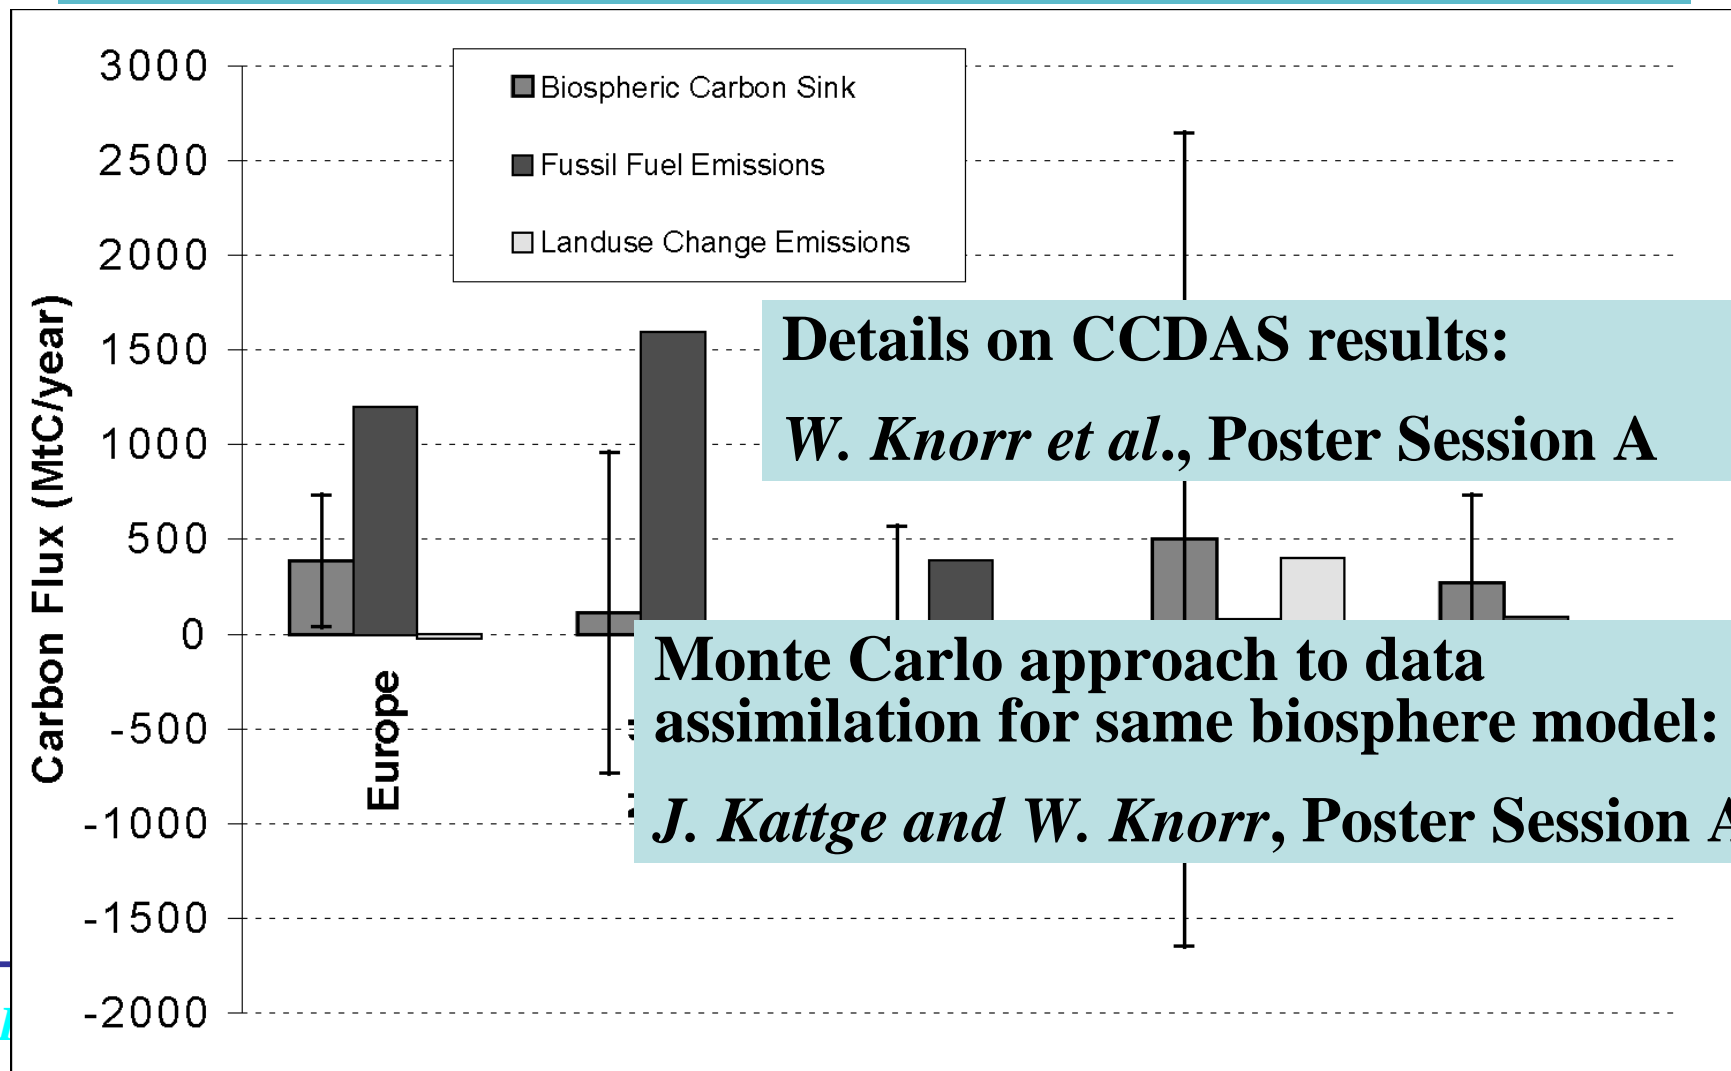 3000
2500
2000
1500
1000
500
0
-500
-1000
-1500
-2000
Carbon Flux (MtC/year)
Biospheric Carbon Sink
Fussil Fuel Emissions
Landuse Change Emissions
Europe
Details on CCDAS results:
W. Knorr et al., Poster Session A
Monte Carlo approach to data
assimilation for same biosphere model:
J. Kattge and W. Knorr, Poster Session A